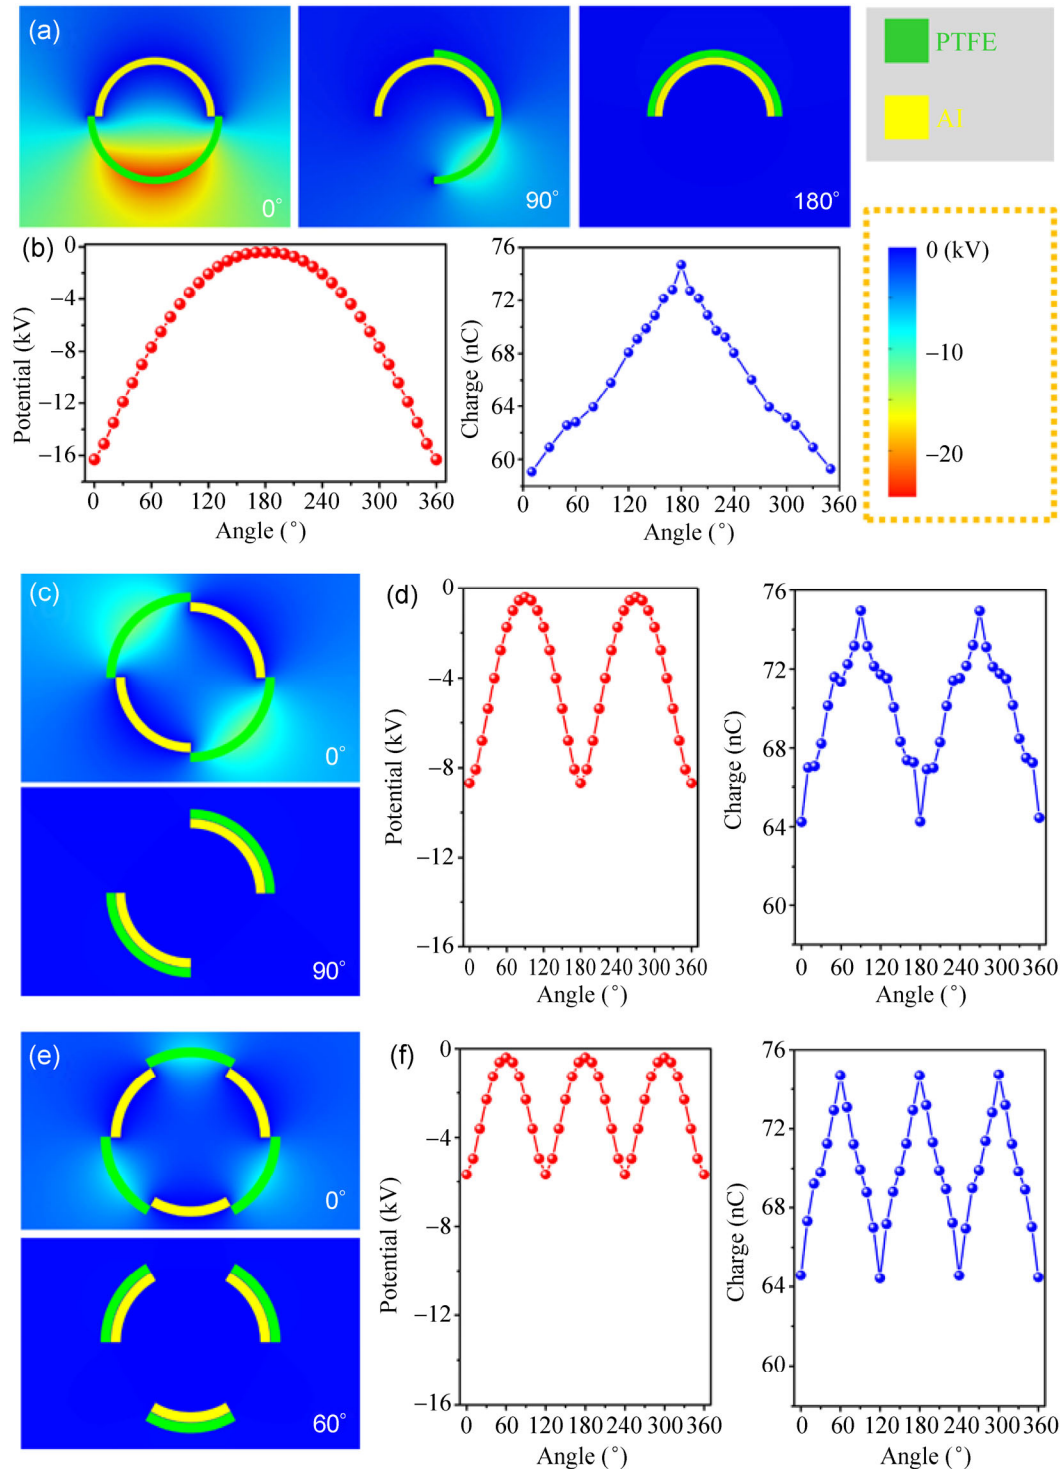 (a)
0°
90°
180°
PTFE
AI
(b)
0
−4
−8
−12
−16
Potential (kV)
0 60 120 180 240 300 360
Angle (°)
76
72
68
64
60
Charge (nC)
0 60 120 180 240 300 360
Angle (°)
0 (kV)
−10
−20
(c)
0°
90°
(d)
0
−4
−8
−12
−16
Potential (kV)
0 60 120 180 240 300 360
Angle (°)
76
72
68
64
60
Charge (nC)
0 60 120 180 240 300 360
Angle (°)
(e)
0°
60°
(f)
0
−4
−8
−12
−16
Potential (kV)
0 60 120 180 240 300 360
Angle (°)
76
72
68
64
60
Charge (nC)
0 60 120 180 240 300 360
Angle (°)